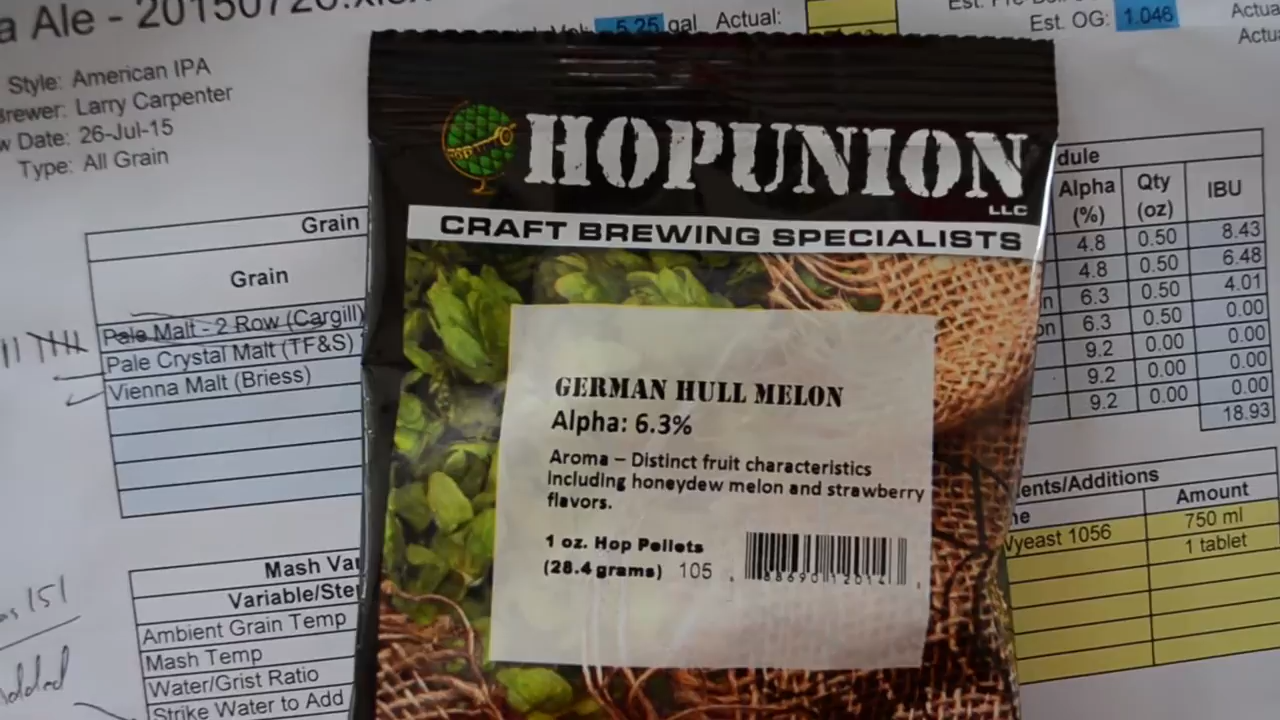 a Ale - 20150726.xls
5.25 gal Actual:
Est. OG: 1.046
Style: American IPA
Brewer: Larry Carpenter
w Date: 26-Jul-15
Type: All Grain
HOPUNION
LLC
CRAFT BREWING SPECIALISTS
Grain
Grain
Pale Malt - 2 Row (Cargill)
Pale Crystal Malt (TF&S)
Vienna Malt (Briess)
dule
Alpha (%) Qty (oz) IBU
4.8 0.50 8.43
4.8 0.50 6.48
6.3 0.50 4.01
6.3 0.50 0.00
9.2 0.00 0.00
9.2 0.00 0.00
9.2 0.00 0.00
18.93
GERMAN HULL MELON
Alpha: 6.3%
Aroma – Distinct fruit characteristics
including honeydew melon and strawberry
flavors.
1 oz. Hop Pellets
(28.4 grams) 105
ents/Additions
Amount
Wyeast 1056 750 ml
1 tablet
Mash Va
Variable/Ste
Ambient Grain Temp
Mash Temp
Water/Grist Ratio
Strike Water to Add
as 151
Added